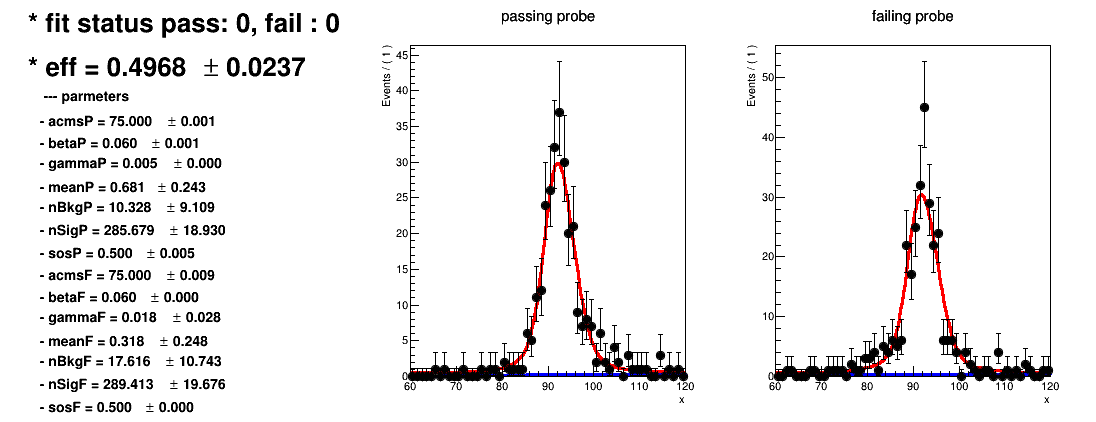 * fit status pass: 0, fail : 0
* eff = 0.4968 ± 0.0237
--- parmeters
- acmsP = 75.000 ± 0.001
- betaP = 0.060 ± 0.001
- gammaP = 0.005 ± 0.000
- meanP = 0.681 ± 0.243
- nBkgP = 10.328 ± 9.109
- nSigP = 285.679 ± 18.930
- sosP = 0.500 ± 0.005
- acmsF = 75.000 ± 0.009
- betaF = 0.060 ± 0.000
- gammaF = 0.018 ± 0.028
- meanF = 0.318 ± 0.248
- nBkgF = 17.616 ± 10.743
- nSigF = 289.413 ± 19.676
- sosF = 0.500 ± 0.000
passing probe
Events / ( 1 )
45
40
35
30
25
20
15
10
5
0
60 70 80 90 100 110 120
x
failing probe
Events / ( 1 )
50
40
30
20
10
0
60 70 80 90 100 110 120
x